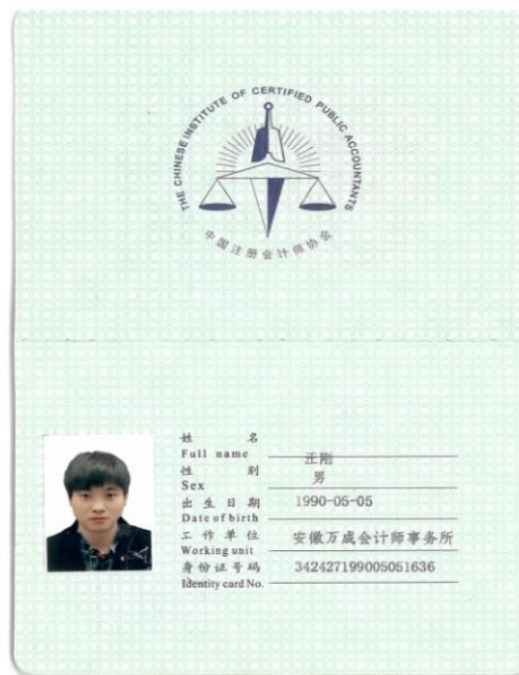 THE CHINESE INSTITUTE OF CERTIFIED PUBLIC ACCOUNTANTS
中国注册会计师协会
姓 名
Full name
汪刚
性 别
Sex
男
出生日期
Date of birth
1990-05-05
工作单位
Working unit
安徽万成会计师事务所
身份证号码
Identity card No.
342427199005051636